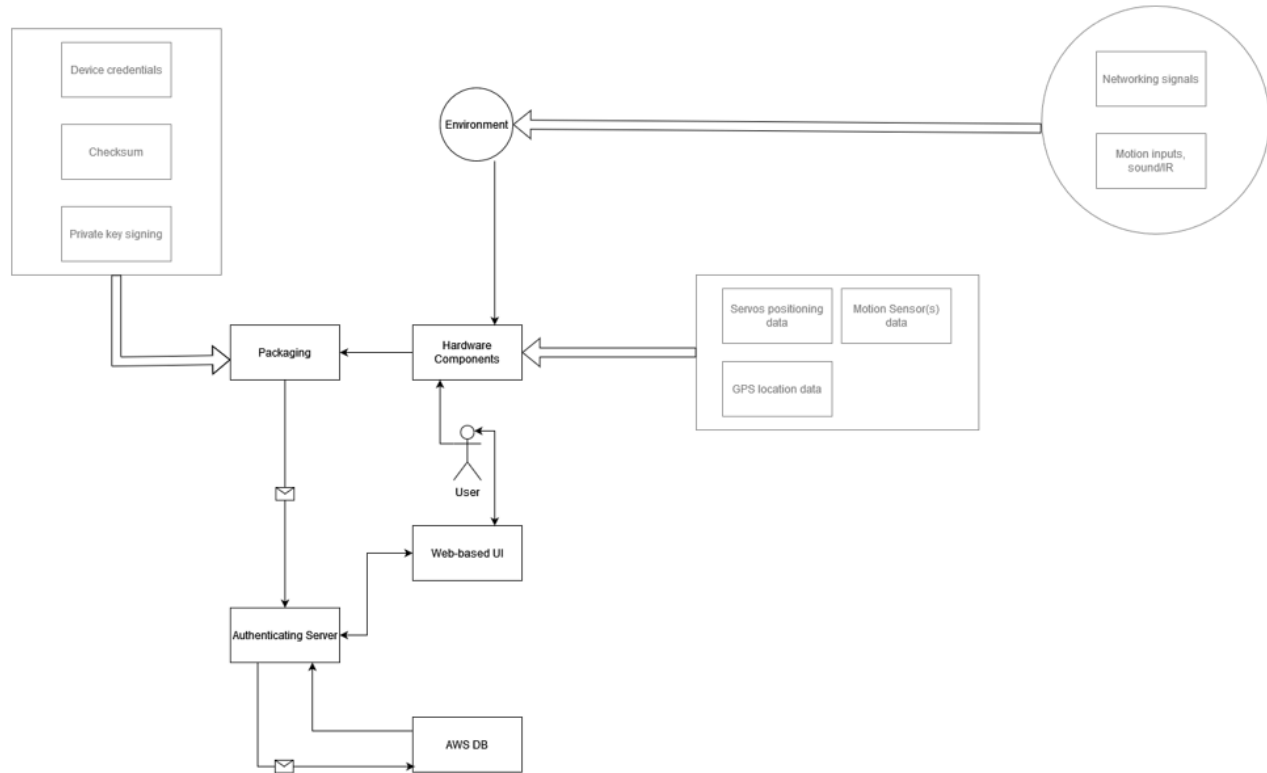 Device credentials
Checksum
Private key signing
Environment
Networking signals
Motion inputs,
sound/IR
Packaging
Hardware
Components
Servos positioning
data
Motion Sensor(s)
data
GPS location data
User
Web-based UI
Authenticating Server
AWS DB